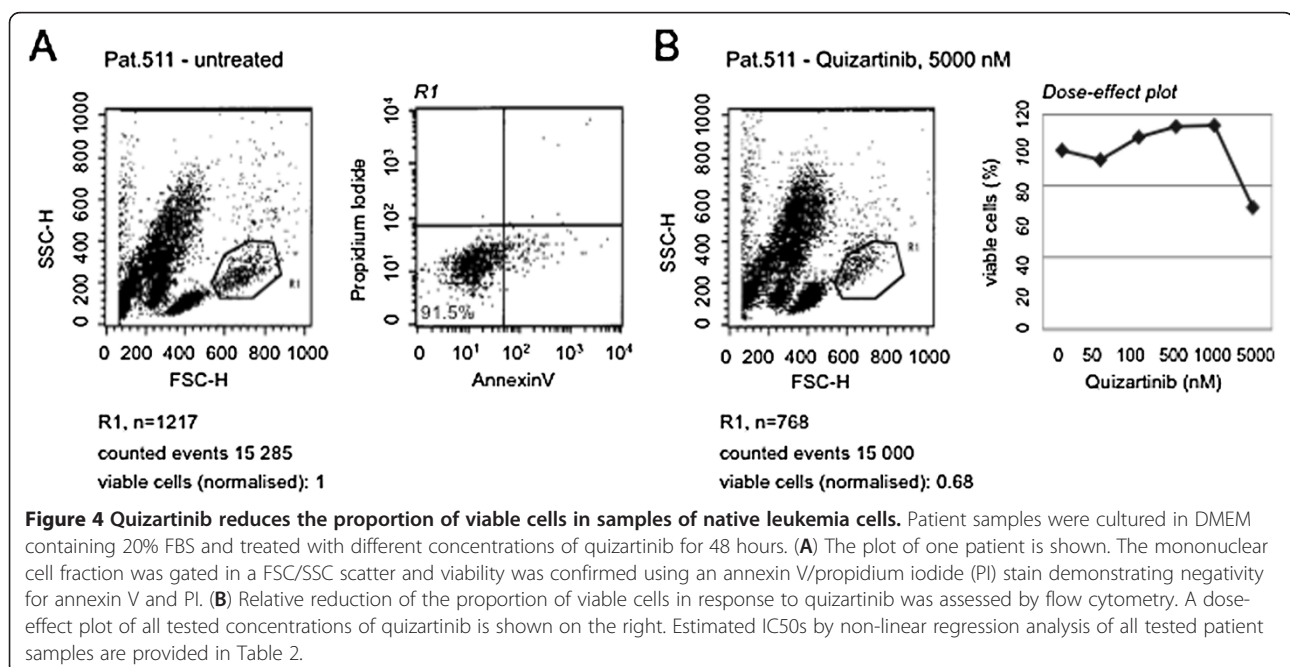 A
Pat.511 - untreated
SSC-H
0 200 400 600 800 1000
0 200 400 600 800 1000
FSC-H
R1
R1
Propidium Iodide
0 10¹ 10² 10³ 10⁴
91.5%
0 10¹ 10² 10³ 10⁴
AnnexinV
R1, n=1217
counted events 15 285
viable cells (normalised): 1
B
Pat.511 - Quizartinib, 5000 nM
SSC-H
0 200 400 600 800 1000
0 200 400 600 800 1000
FSC-H
R1
Dose-effect plot
viable cells (%)
0 20 40 60 80 100 120
0 50 100 500 1000 5000
Quizartinib (nM)
R1, n=768
counted events 15 000
viable cells (normalised): 0.68
Figure 4 Quizartinib reduces the proportion of viable cells in samples of native leukemia cells. Patient samples were cultured in DMEM
containing 20% FBS and treated with different concentrations of quizartinib for 48 hours. (A) The plot of one patient is shown. The mononuclear
cell fraction was gated in a FSC/SSC scatter and viability was confirmed using an annexin V/propidium iodide (PI) stain demonstrating negativity
for annexin V and PI. (B) Relative reduction of the proportion of viable cells in response to quizartinib was assessed by flow cytometry. A dose-
effect plot of all tested concentrations of quizartinib is shown on the right. Estimated IC50s by non-linear regression analysis of all tested patient
samples are provided in Table 2.